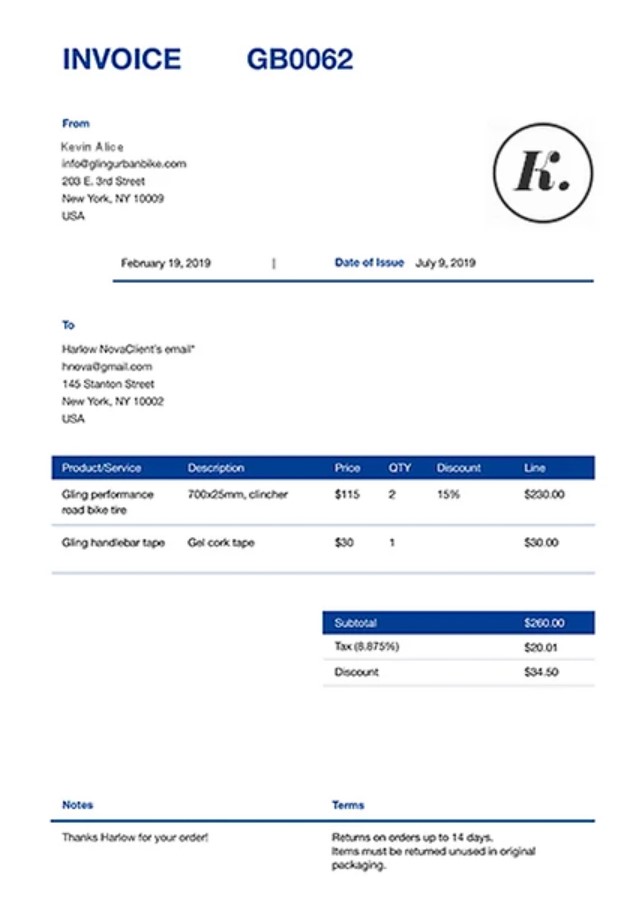 INVOICE GB0062
From
Kevin Alice
info@glingurbanbike.com
203 E. 3rd Street
New York, NY 10009
USA
K.
February 19, 2019 | Date of Issue July 9, 2019
To
Harlow NovaClient's email*
hnova@gmail.com
145 Stanton Street
New York, NY 10002
USA
Product/Service Description Price QTY Discount Line
Gling performance 700x25mm, clincher $115 2 15% $230.00
road bike tire
Gling handlebar tape Gel cork tape $30 1 $30.00
Subtotal $260.00
Tax (8.875%) $20.01
Discount $34.50
Notes Terms
Thanks Harlow for your order! Returns on orders up to 14 days.
Items must be returned unused in original
packaging.